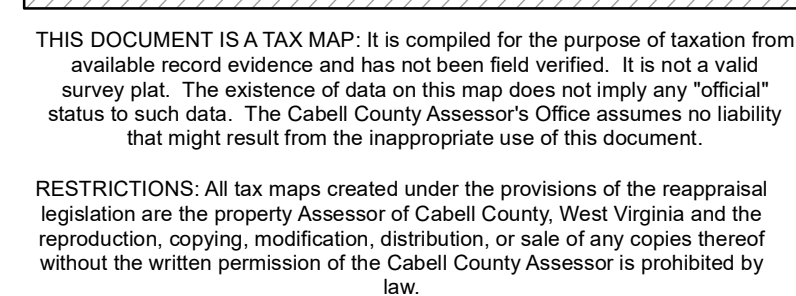 THIS DOCUMENT IS A TAX MAP: It is compiled for the purpose of taxation from
available record evidence and has not been field verified.  It is not a valid
survey plat.  The existence of data on this map does not imply any "official"
status to such data.  The Cabell County Assessor's Office assumes no liability
that might result from the inappropriate use of this document.
RESTRICTIONS: All tax maps created under the provisions of the reappraisal
legislation are the property Assessor of Cabell County, West Virginia and the
reproduction, copying, modification, distribution, or sale of any copies thereof
without the written permission of the Cabell County Assessor is prohibited by
law.